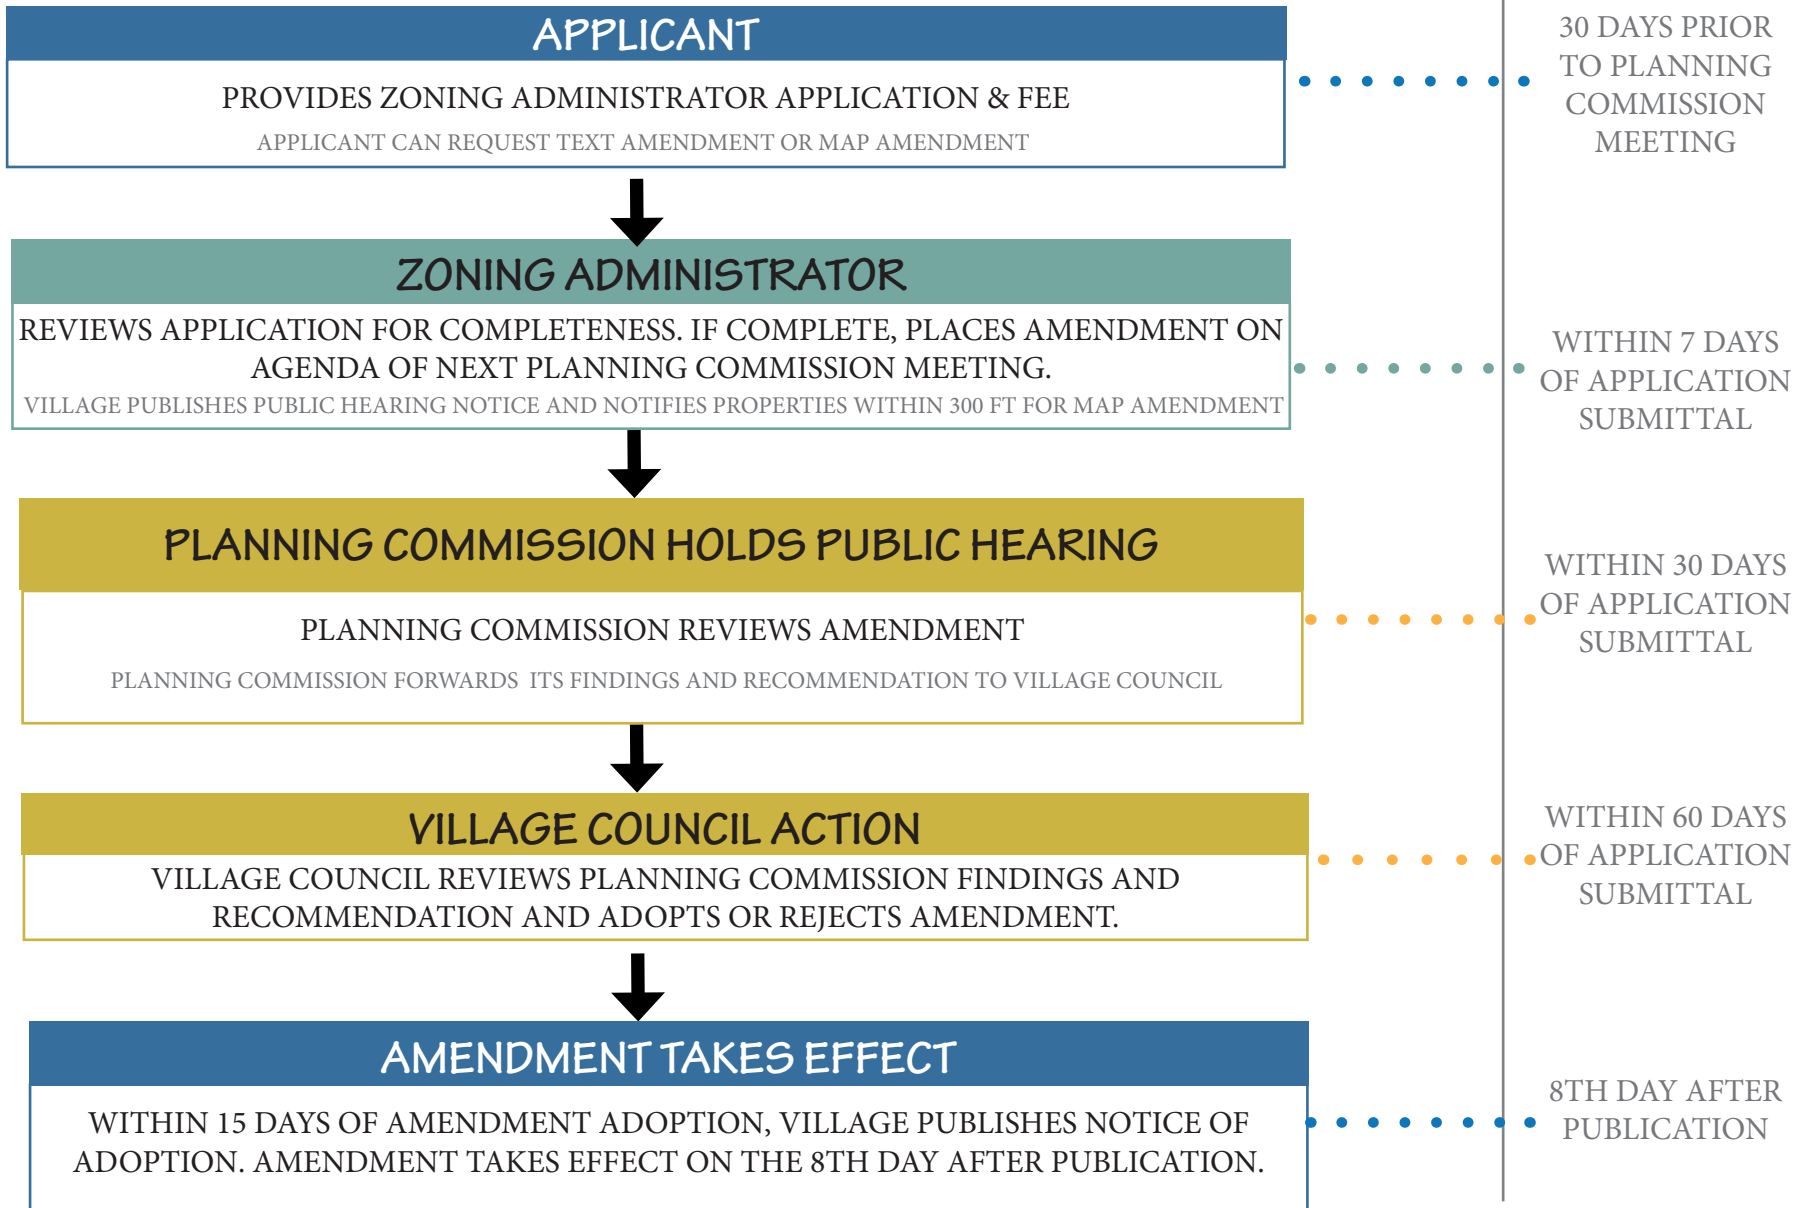 APPLICANT
PROVIDES ZONING ADMINISTRATOR APPLICATION & FEE
APPLICANT CAN REQUEST TEXT AMENDMENT OR MAP AMENDMENT
30 DAYS PRIOR
TO PLANNING
COMMISSION
MEETING
ZONING ADMINISTRATOR
REVIEWS APPLICATION FOR COMPLETENESS. IF COMPLETE, PLACES AMENDMENT ON
AGENDA OF NEXT PLANNING COMMISSION MEETING.
VILLAGE PUBLISHES PUBLIC HEARING NOTICE AND NOTIFIES PROPERTIES WITHIN 300 FT FOR MAP AMENDMENT
WITHIN 7 DAYS
OF APPLICATION
SUBMITTAL
PLANNING COMMISSION HOLDS PUBLIC HEARING
PLANNING COMMISSION REVIEWS AMENDMENT
PLANNING COMMISSION FORWARDS ITS FINDINGS AND RECOMMENDATION TO VILLAGE COUNCIL
WITHIN 30 DAYS
OF APPLICATION
SUBMITTAL
VILLAGE COUNCIL ACTION
VILLAGE COUNCIL REVIEWS PLANNING COMMISSION FINDINGS AND
RECOMMENDATION AND ADOPTS OR REJECTS AMENDMENT.
WITHIN 60 DAYS
OF APPLICATION
SUBMITTAL
AMENDMENT TAKES EFFECT
WITHIN 15 DAYS OF AMENDMENT ADOPTION, VILLAGE PUBLISHES NOTICE OF
ADOPTION. AMENDMENT TAKES EFFECT ON THE 8TH DAY AFTER PUBLICATION.
8TH DAY AFTER
PUBLICATION